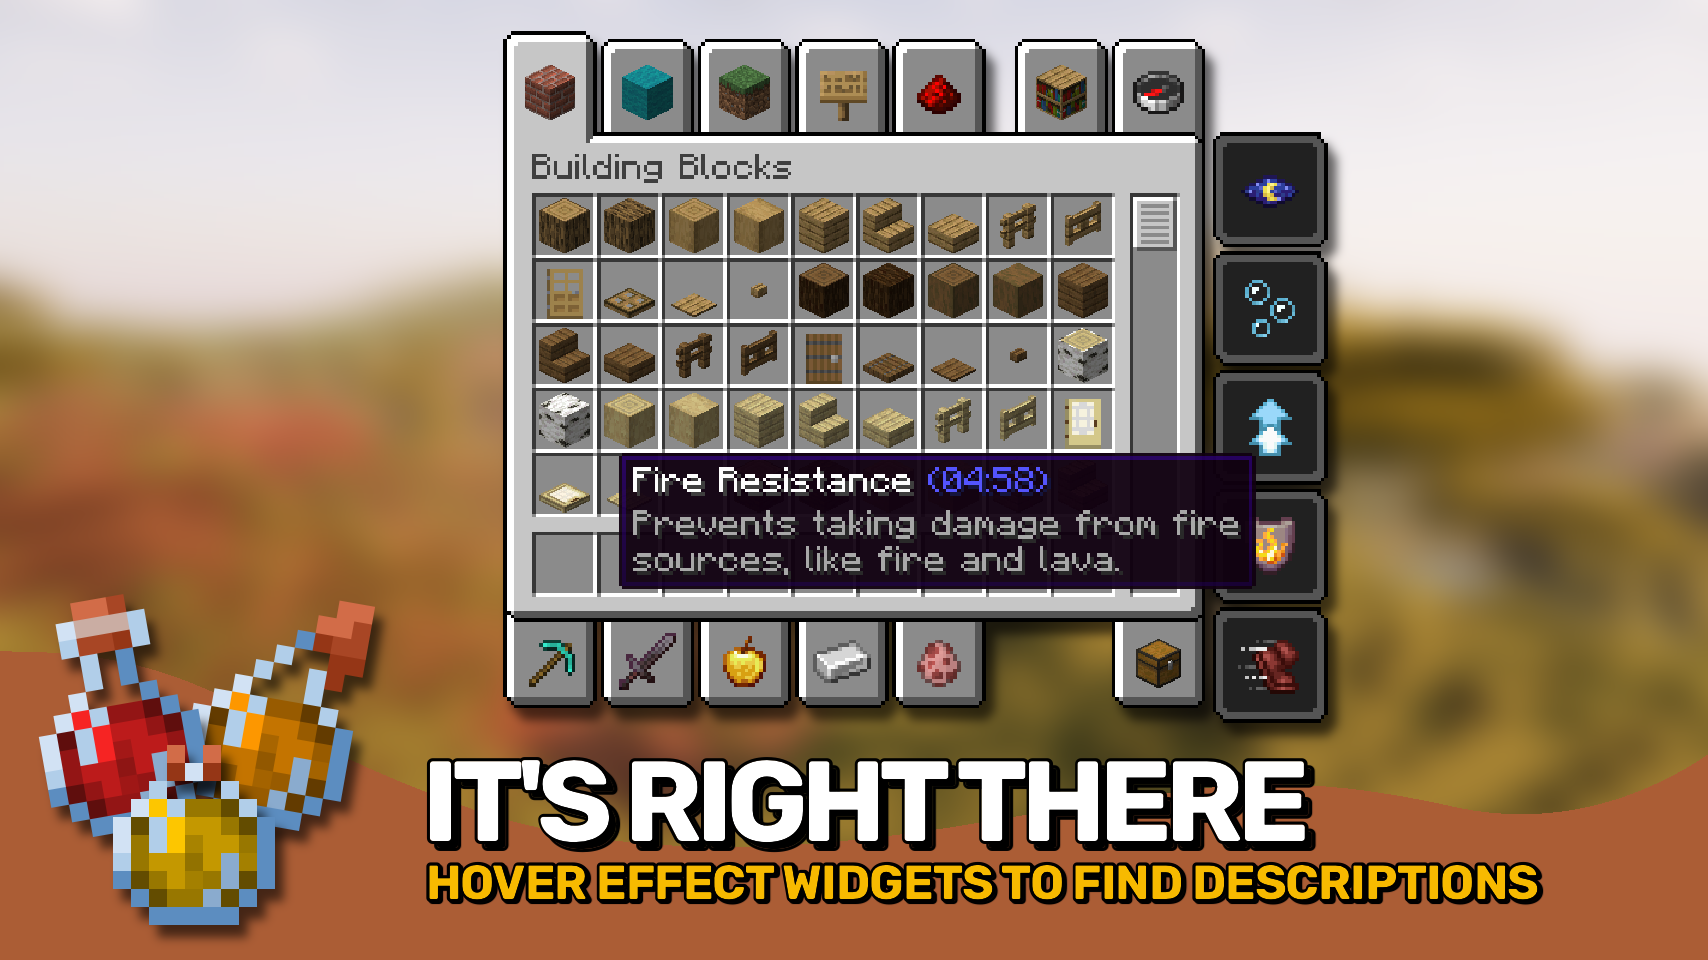 Building Blocks
Fire Resistance (04:58)
Prevents taking damage from fire
sources, like fire and lava.
IT'S RIGHT THERE
HOVER EFFECT WIDGETS TO FIND DESCRIPTIONS